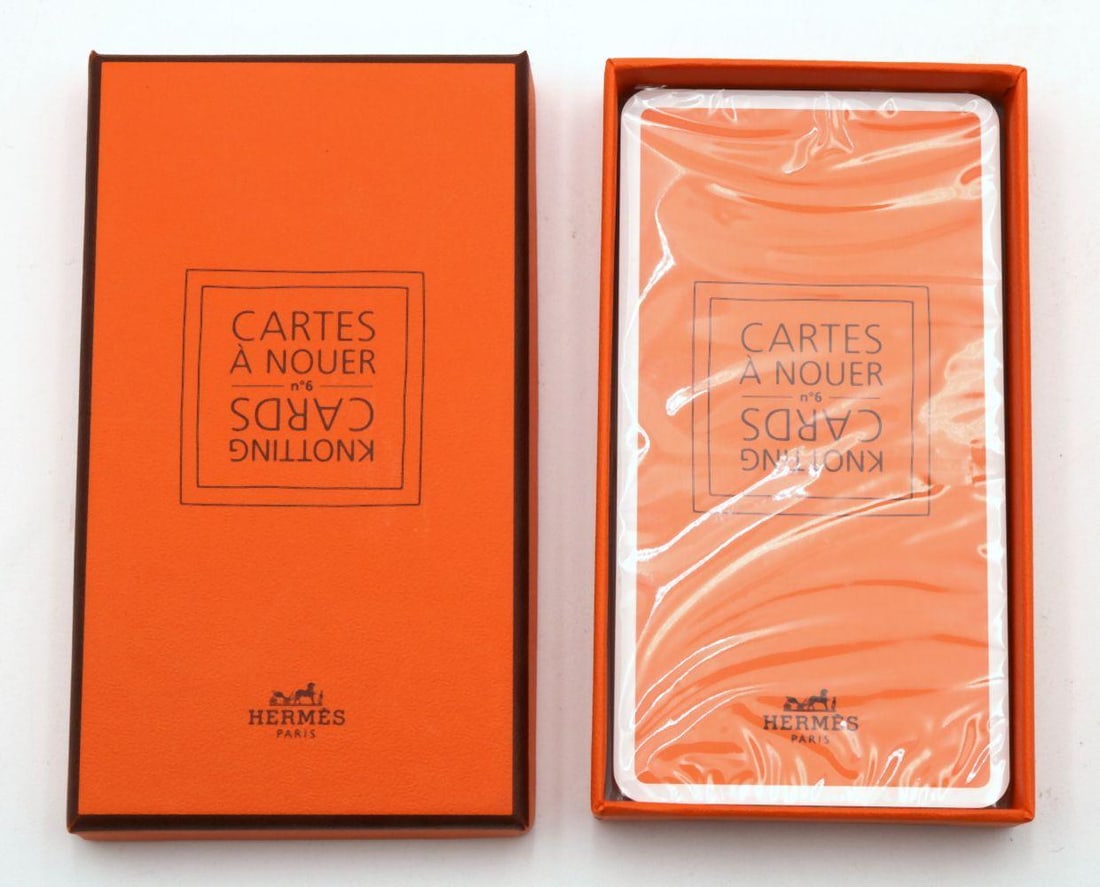 CARTES
À NOUER
n°6
CARDS
KNOTTING
HERMÈS
PARIS
CARTES
À NOUER
n°6
CARDS
KNOTTING
HERMÈS
PARIS